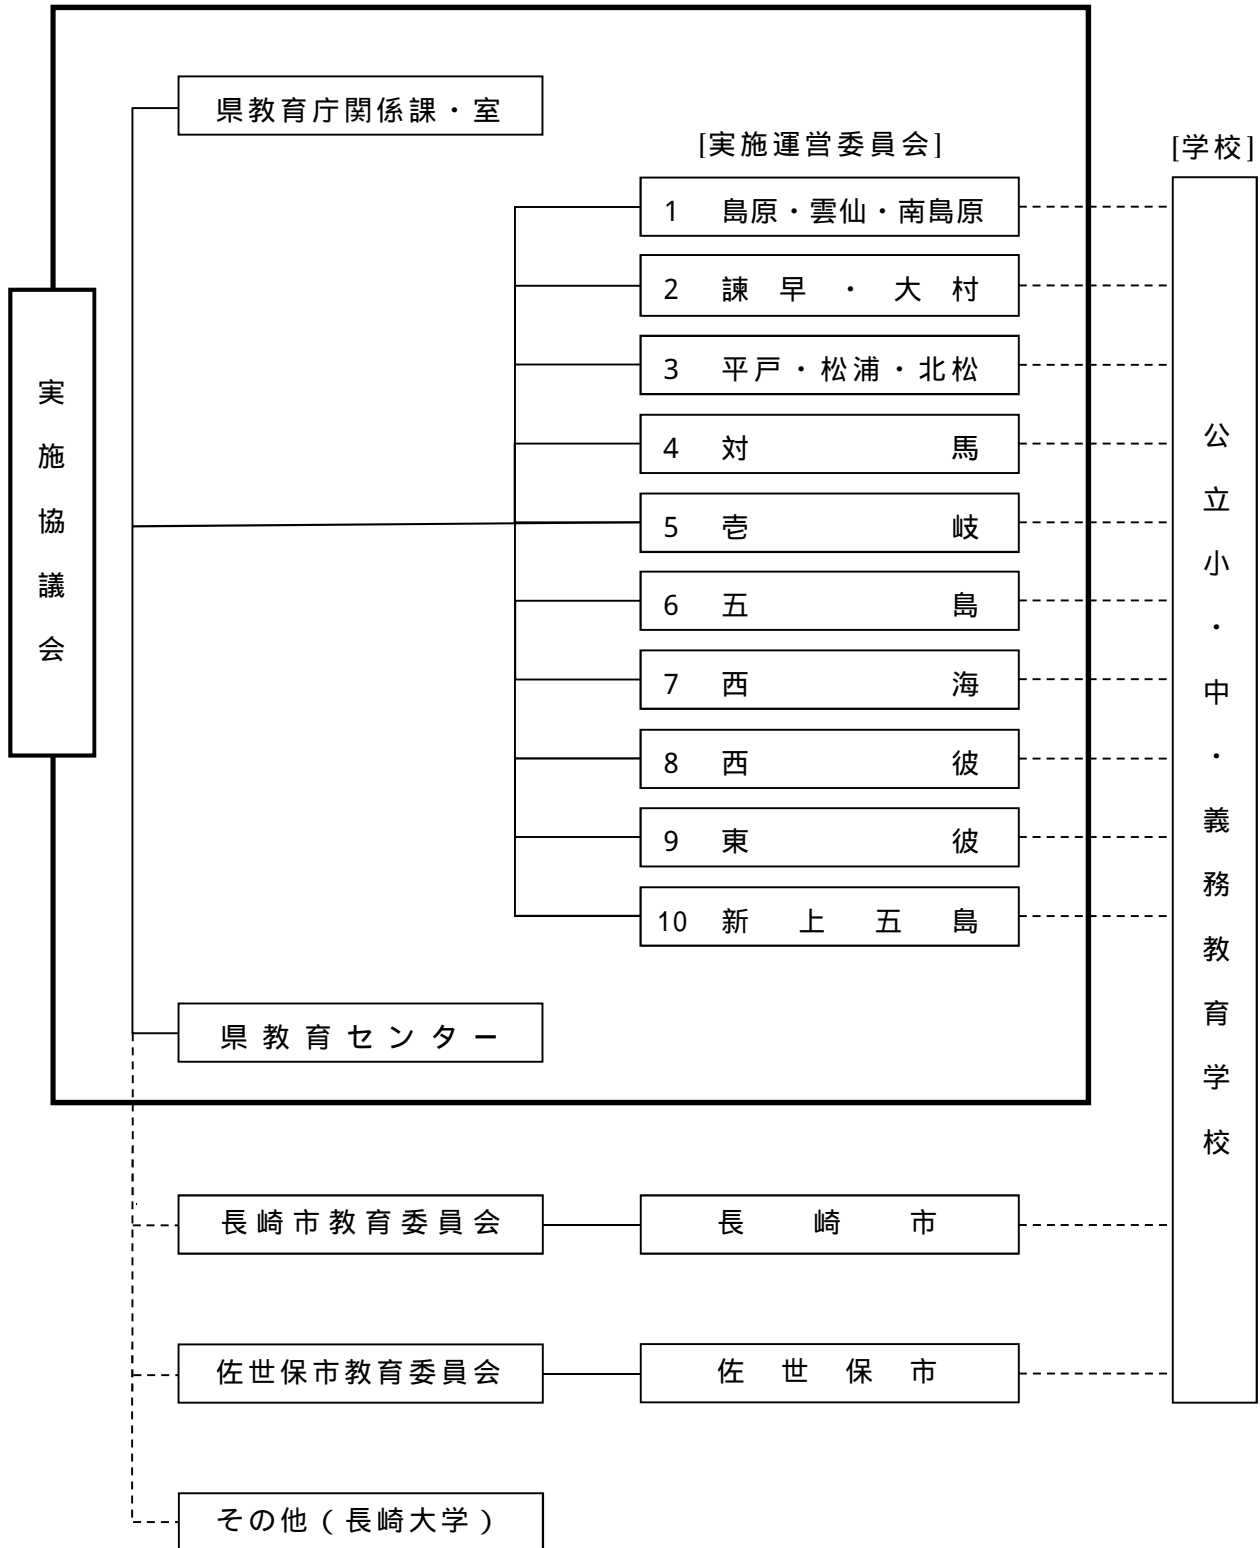 県教育庁関係課・室
[実施運営委員会]
[学校]
1 島原・雲仙・南島原
2 諫早・大村
3 平戸・松浦・北松
4 対馬
5 壱岐
6 五島
7 西海
8 西彼
9 東彼
10 新上五島
実施協議会
公立小・中・義務教育学校
県教育センター
長崎市教育委員会
長崎市
佐世保市教育委員会
佐世保市
その他(長崎大学)